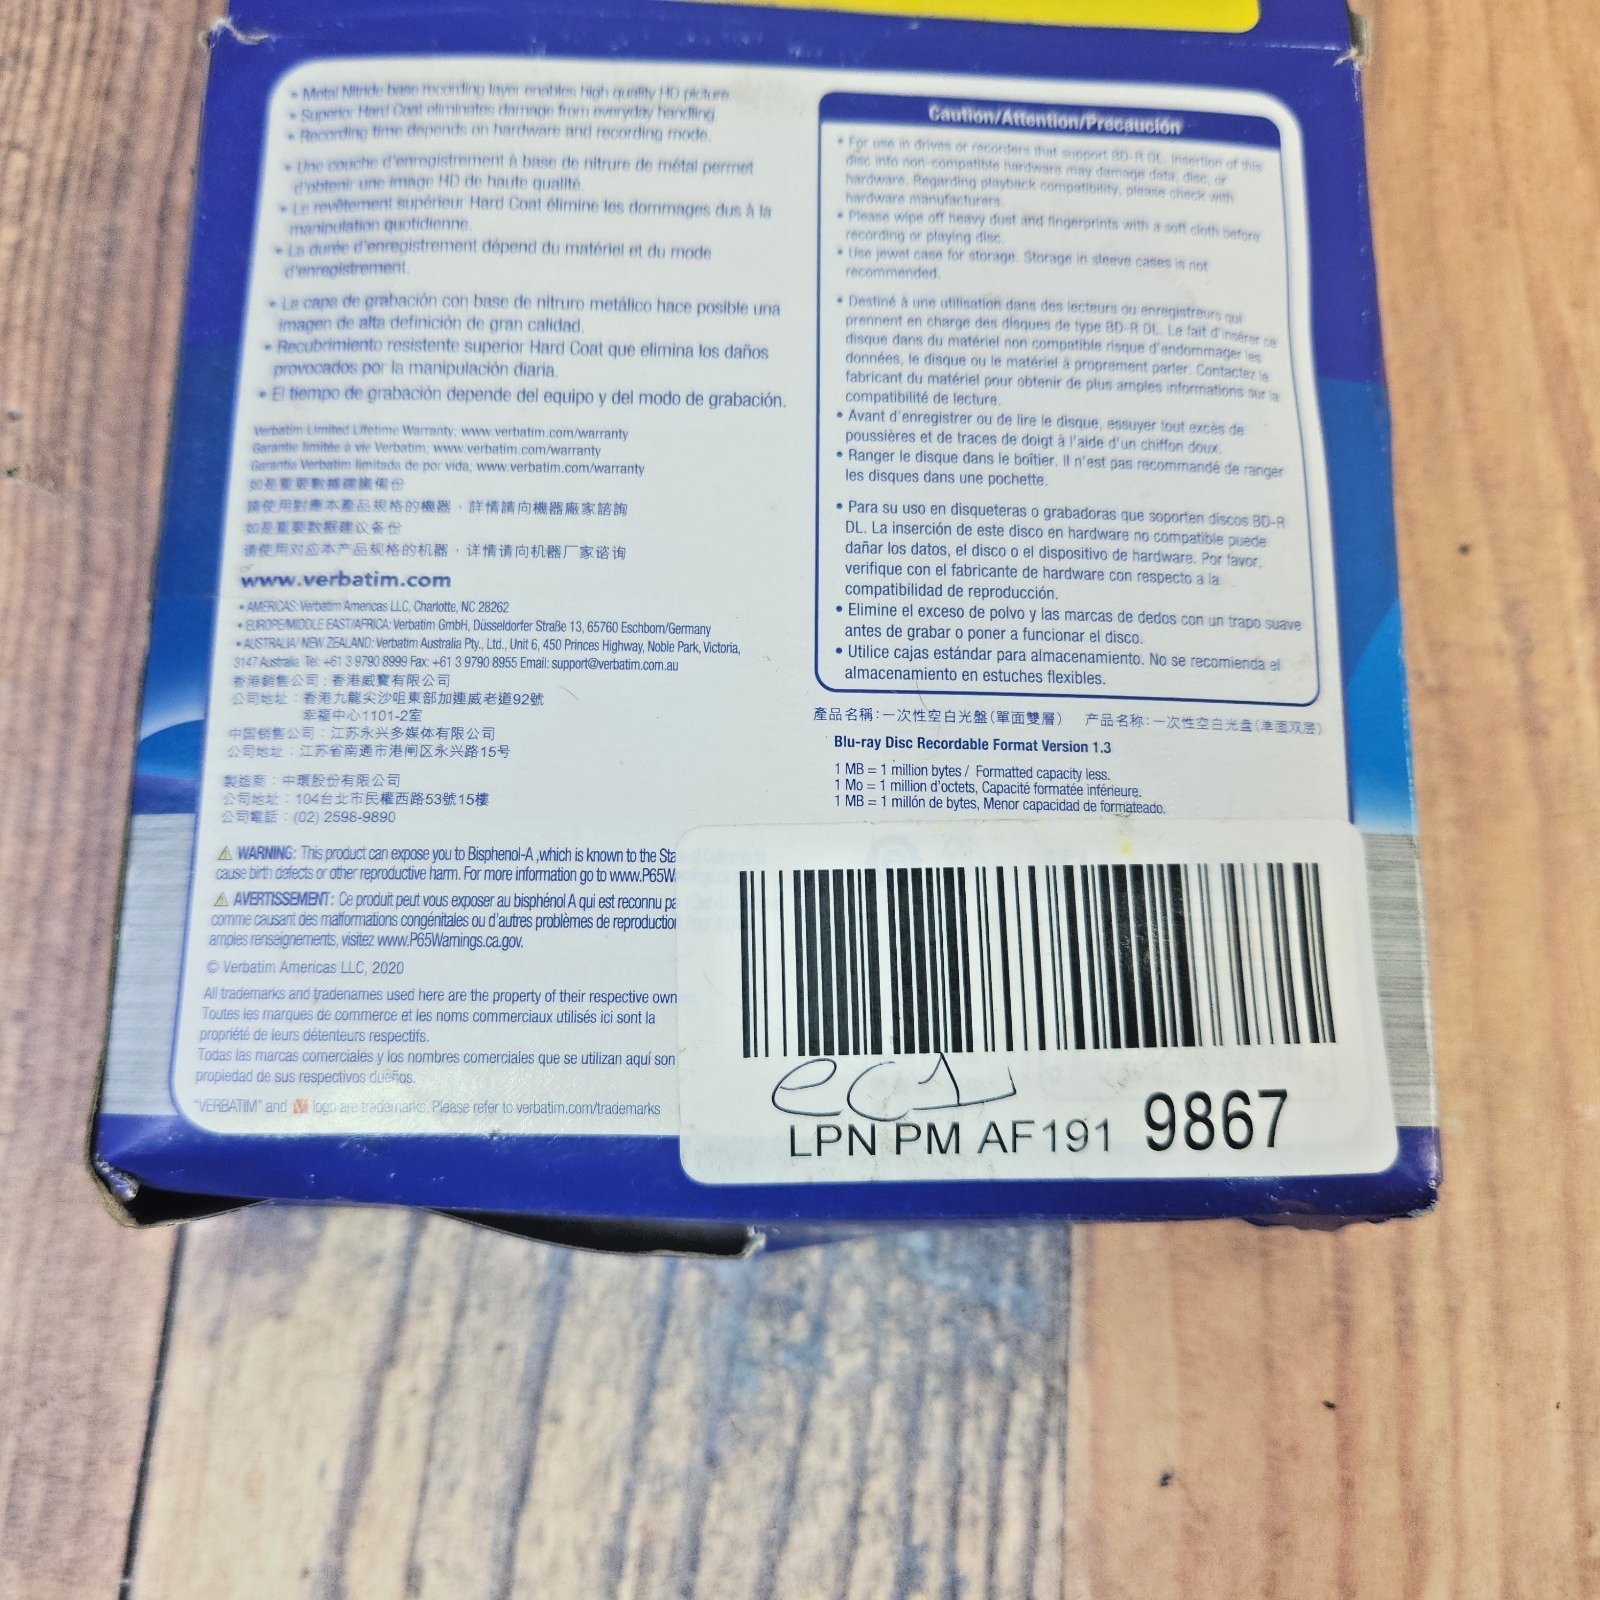 • Metal Nitride base recording layer enables high quality HD picture.
• Superior Hard Coat eliminates damage from everyday handling.
• Recording time depends on hardware and recording mode.
• Une couche d'enregistrement à base de nitrure de métal permet
d'obtenir une image HD de haute qualité.
• Le revêtement supérieur Hard Coat élimine les dommages dus à la
manipulation quotidienne.
• La durée d'enregistrement dépend du matériel et du mode
d'enregistrement.
• La capa de grabación con base de nitruro metálico hace posible una
imagen de alta definición de gran calidad.
• Recubrimiento resistente superior Hard Coat que elimina los daños
provocados por la manipulación diaria.
• El tiempo de grabación depende del equipo y del modo de grabación.
Verbatim Limited Lifetime Warranty; www.verbatim.com/warranty
Garantie limitée à vie Verbatim; www.verbatim.com/warranty
Garantía Verbatim limitada de por vida; www.verbatim.com/warranty
如是重要數據建議備份
請使用對應本產品規格的機器，詳情請向機器廠家諮詢
如是重要数据建议备份
请使用对应本产品规格的机器，详情请向机器厂家谘询
www.verbatim.com
• AMERICAS: Verbatim Americas LLC, Charlotte, NC 28262
• EUROPE/MIDDLE EAST/AFRICA: Verbatim GmbH, Düsseldorfer Straße 13, 65760 Eschborn/Germany
• AUSTRALIA/ NEW ZEALAND: Verbatim Australia Pty., Ltd., Unit 6, 450 Princes Highway, Noble Park, Victoria,
3147 Australia Tel: +61 3 9790 8999 Fax: +61 3 9790 8955 Email: support@verbatim.com.au
香港銷售公司：香港威寶有限公司
公司地址：香港九龍尖沙咀東部加連威老道92號
幸福中心1101-2室
中国销售公司：江苏永兴多媒体有限公司
公司地址：江苏省南通市港闸区永兴路15号
製造商：中環股份有限公司
公司地址：104台北市民權西路53號15樓
公司電話：(02) 2598-9890
⚠ WARNING: This product can expose you to Bisphenol-A ,which is known to the Sta
cause birth defects or other reproductive harm. For more information go to www.P65W
⚠ AVERTISSEMENT: Ce produit peut vous exposer au bisphénol A qui est reconnu pa
comme causant des malformations congénitales ou d'autres problèmes de reproduction
amples renseignements, visitez www.P65Warnings.ca.gov.
© Verbatim Americas LLC, 2020
All trademarks and tradenames used here are the property of their respective own
Toutes les marques de commerce et les noms commerciaux utilisés ici sont la
propriété de leurs détenteurs respectifs.
Todas las marcas comerciales y los nombres comerciales que se utilizan aquí son
propiedad de sus respectivos dueños.
"VERBATIM" and V logo are trademarks. Please refer to verbatim.com/trademarks
Caution/Attention/Precaución
• For use in drives or recorders that support BD-R DL. Insertion of this
disc into non-compatible hardware may damage data, disc, or
hardware. Regarding playback compatibility, please check with
hardware manufacturers.
• Please wipe off heavy dust and fingerprints with a soft cloth before
recording or playing disc.
• Use jewel case for storage. Storage in sleeve cases is not
recommended.
• Destiné à une utilisation dans des lecteurs ou enregistreurs qui
prennent en charge des disques de type BD-R DL. Le fait d'insérer ce
disque dans du matériel non compatible risque d'endommager les
données, le disque ou le matériel à proprement parler. Contactez le
fabricant du matériel pour obtenir de plus amples informations sur la
compatibilité de lecture.
• Avant d'enregistrer ou de lire le disque, essuyer tout excès de
poussières et de traces de doigt à l'aide d'un chiffon doux.
• Ranger le disque dans le boîtier. Il n'est pas recommandé de ranger
les disques dans une pochette.
• Para su uso en disqueteras o grabadoras que soporten discos BD-R
DL. La inserción de este disco en hardware no compatible puede
dañar los datos, el disco o el dispositivo de hardware. Por favor,
verifique con el fabricante de hardware con respecto a la
compatibilidad de reproducción.
• Elimine el exceso de polvo y las marcas de dedos con un trapo suave
antes de grabar o poner a funcionar el disco.
• Utilice cajas estándar para almacenamiento. No se recomienda el
almacenamiento en estuches flexibles.
產品名稱：一次性空白光盤(單面雙層) 产品名称：一次性空白光盘(单面双层)
Blu-ray Disc Recordable Format Version 1.3
1 MB = 1 million bytes / Formatted capacity less.
1 Mo = 1 million d'octets, Capacité formatée inférieure.
1 MB = 1 millón de bytes, Menor capacidad de formateado.
LPN PM AF191 9867